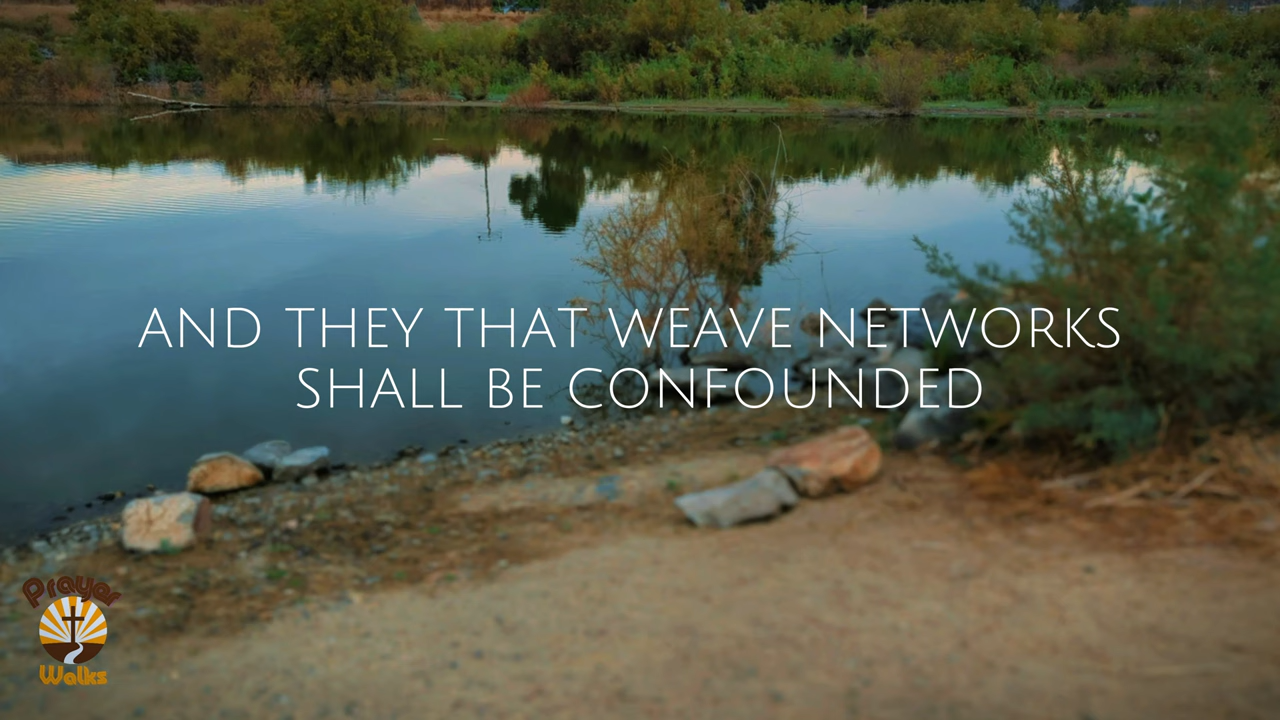 AND THEY THAT WEAVE NETWORKS
SHALL BE CONFOUNDED
Prayer
Walks